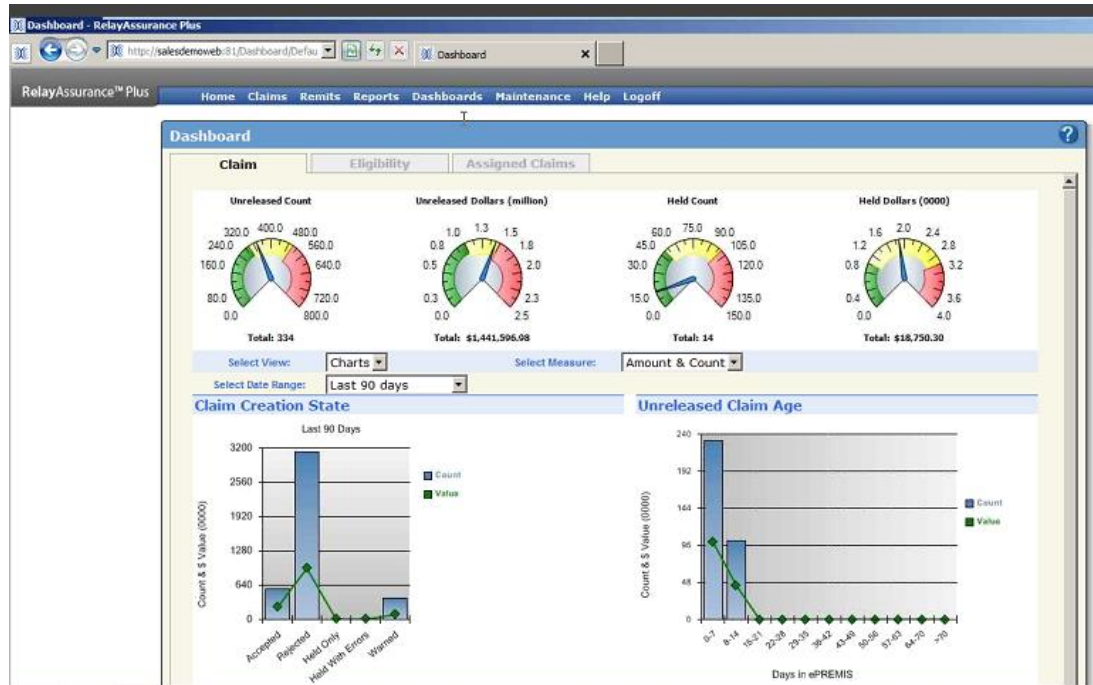 Dashboard - RelayAssurance Plus
http://salesdemoweb:81/Dashboard/Defau
Dashboard
RelayAssurance™ Plus
Home Claims Remits Reports Dashboards Maintenance Help Logoff
Dashboard
?
Claim Eligibility Assigned Claims
Unreleased Count
0.0 80.0 160.0 240.0 320.0 400.0 480.0 560.0 640.0 720.0 800.0
Total: 334
Unreleased Dollars (million)
0.0 0.3 0.5 0.8 1.0 1.3 1.5 1.8 2.0 2.3 2.5
Total: $1,441,596.98
Held Count
0.0 15.0 30.0 45.0 60.0 75.0 90.0 105.0 120.0 135.0 150.0
Total: 14
Held Dollars (0000)
0.0 0.4 0.8 1.2 1.6 2.0 2.4 2.8 3.2 3.6 4.0
Total: $18,750.30
Select View: Charts
Select Measure: Amount & Count
Select Date Range: Last 90 days
Claim Creation State
Last 90 Days
Count & $ Value (0000)
3200
2560
1920
1280
640
0
Accepted
Rejected
Held Only
Held With Errors
Warned
Count
Value
Unreleased Claim Age
Count & $ Value (0000)
240
192
144
96
48
0
0-7
8-14
15-21
22-28
29-35
36-42
43-49
50-56
57-63
64-70
>70
Days in ePREMIS
Count
Value